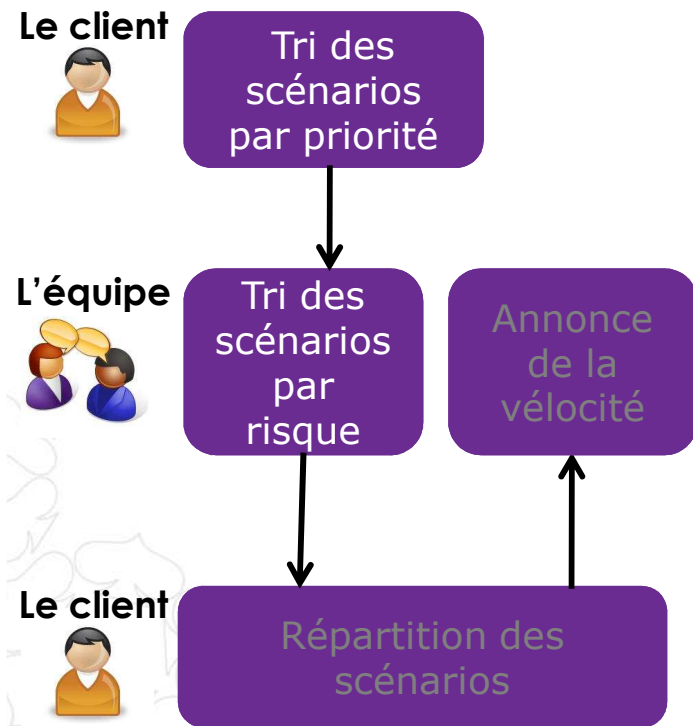 Le client
Tri des
scénarios
par priorité
L’équipe
Tri des
scénarios
par
risque
Annonce
de la
vélocité
Le client
Répartition des
scénarios